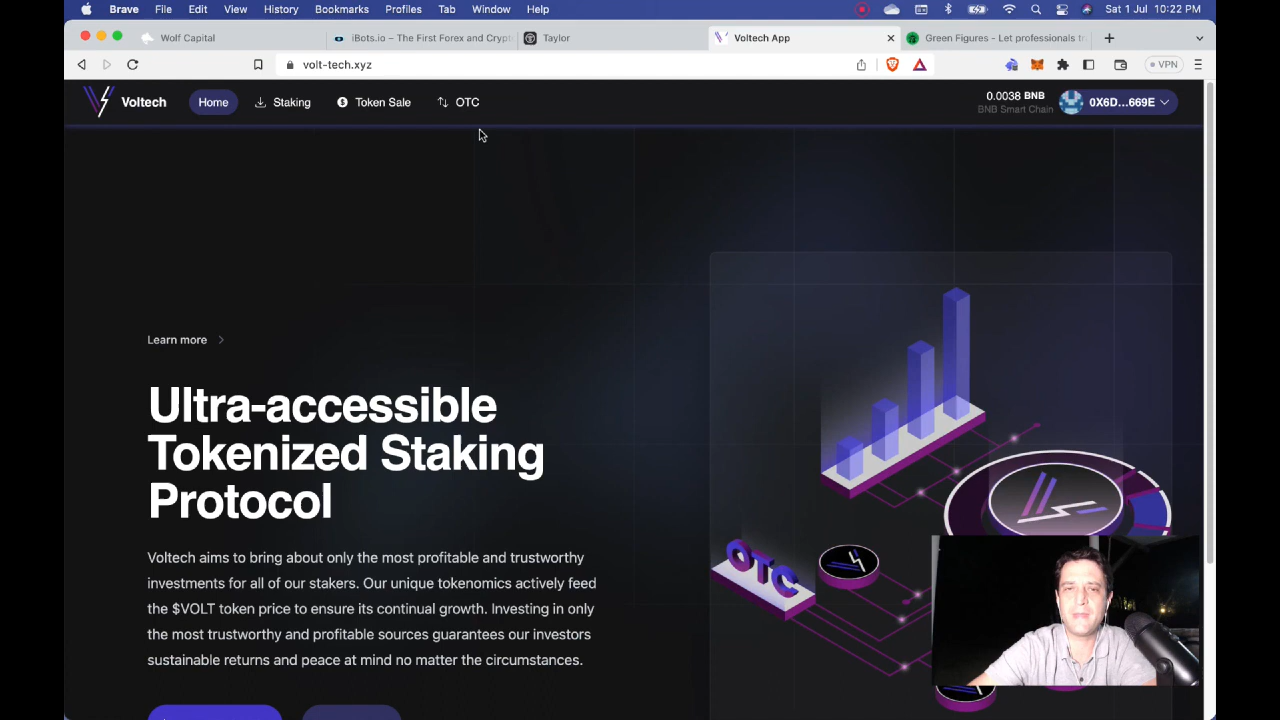 Brave File Edit View History Bookmarks Profiles Tab Window Help Sat 1 Jul 10:22 PM
Wolf Capital iBots.io – The First Forex and Crypt Taylor Voltech App Green Figures - Let professionals tr
volt-tech.xyz VPN
Voltech Home Staking Token Sale OTC 0.0038 BNB 0X6D...669E
BNB Smart Chain
Learn more
Ultra-accessible
Tokenized Staking
Protocol
Voltech aims to bring about only the most profitable and trustworthy
investments for all of our stakers. Our unique tokenomics actively feed
the $VOLT token price to ensure its continual growth. Investing in only
the most trustworthy and profitable sources guarantees our investors
sustainable returns and peace at mind no matter the circumstances.
OTC